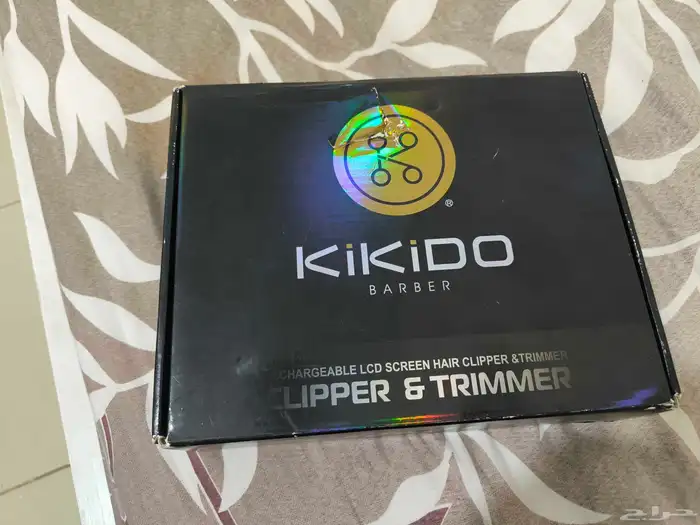 ®
KiKiDO
BARBER
CHARGEABLE LCD SCREEN HAIR CLIPPER &TRIMMER
CLIPPER & TRIMMER
حراج